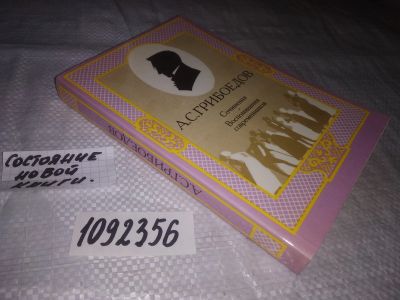 А.С.ГРИБОЕДОВ
Сочинения
Воспоминания
современников
А.С.ГРИБОЕДОВ
СОСТОЯНИЕ
НОВОЙ
КНИГИ.
1092356